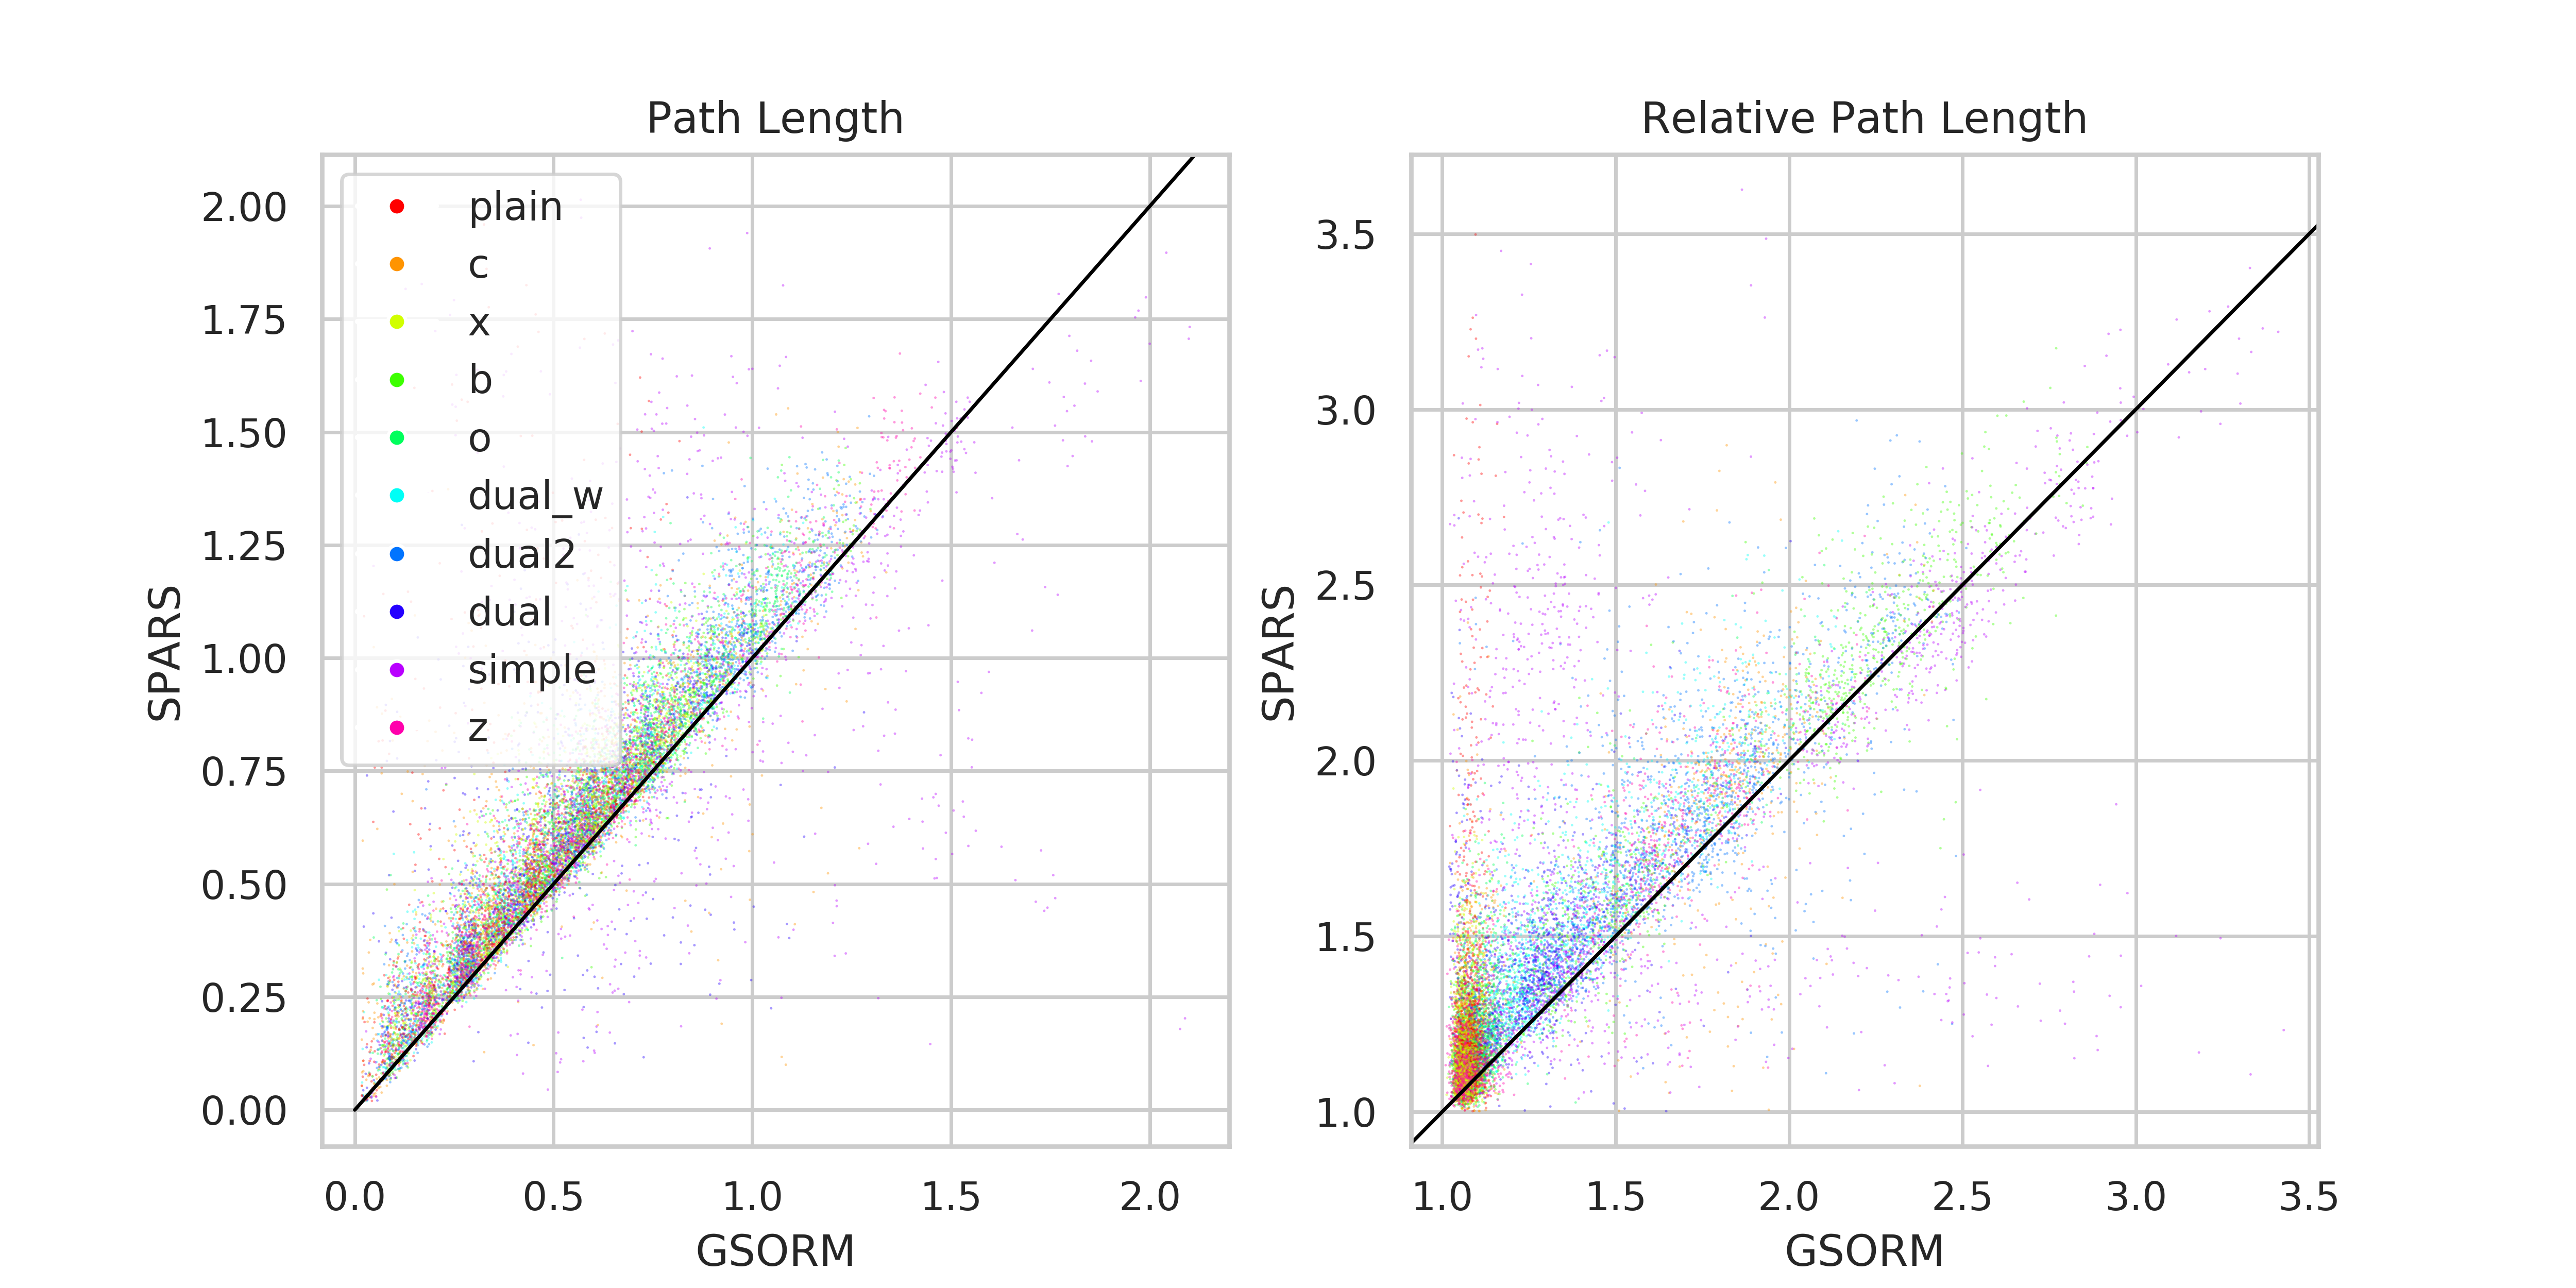 Path Length
2.00
1.75
1.50
1.25
1.00
0.75
0.50
0.25
0.00
SPARS
plain
c
x
b
o
dual_w
dual2
dual
simple
z
0.0 0.5 1.0 1.5 2.0
GSORM
Relative Path Length
3.5
3.0
2.5
2.0
1.5
1.0
SPARS
1.0 1.5 2.0 2.5 3.0 3.5
GSORM